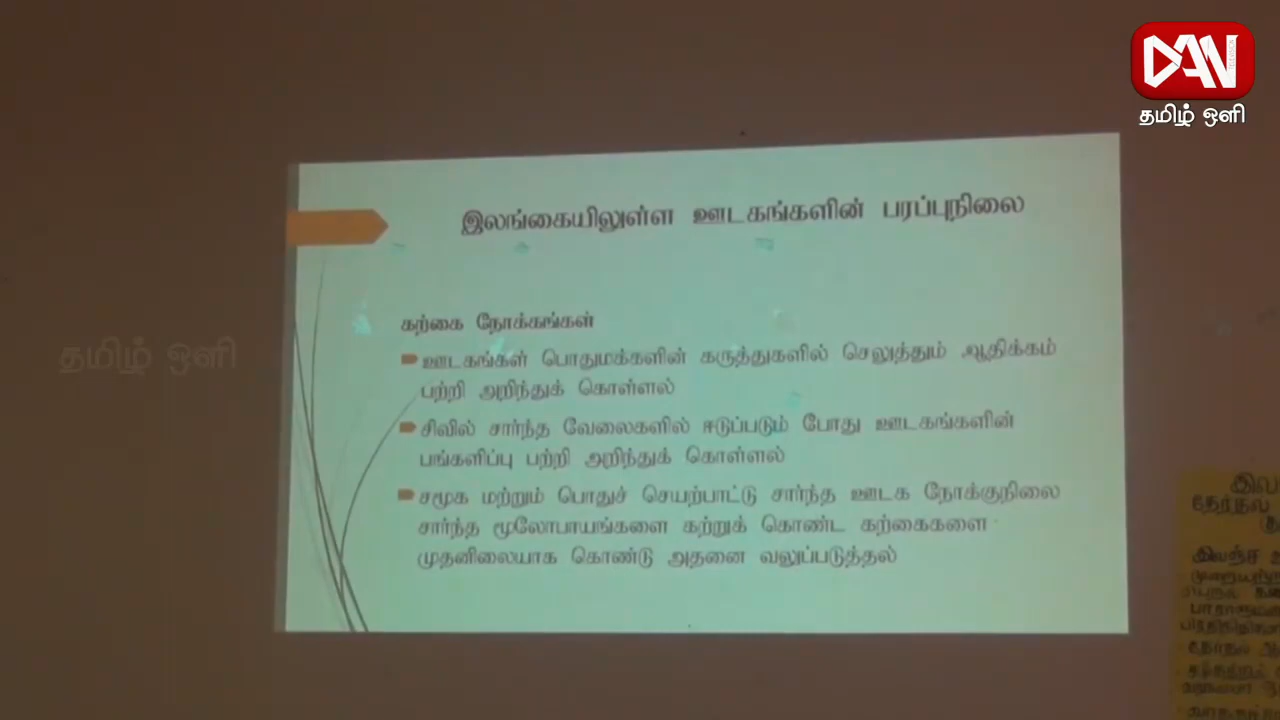 DAN
தமிழ் ஒளி
இலங்கையிலுள்ள ஊடகங்களின் பரப்புநிலை
கற்கை நோக்கங்கள்
ஊடகங்கள் பொதுமக்களின் கருத்துகளில் செலுத்தும் ஆதிக்கம்
பற்றி அறிந்துக் கொள்ளல்
சிவில் சார்ந்த வேலைகளில் ஈடுப்படும் போது ஊடகங்களின்
பங்களிப்பு பற்றி அறிந்துக் கொள்ளல்
சமூக மற்றும் பொதுச் செயற்பாட்டு சார்ந்த ஊடக நோக்குநிலை
சார்ந்த மூலோபாயங்களை கற்றுக் கொண்ட கற்கைகளை
முதனிலையாக கொண்டு அதனை வலுப்படுத்தல்
தமிழ் ஒளி